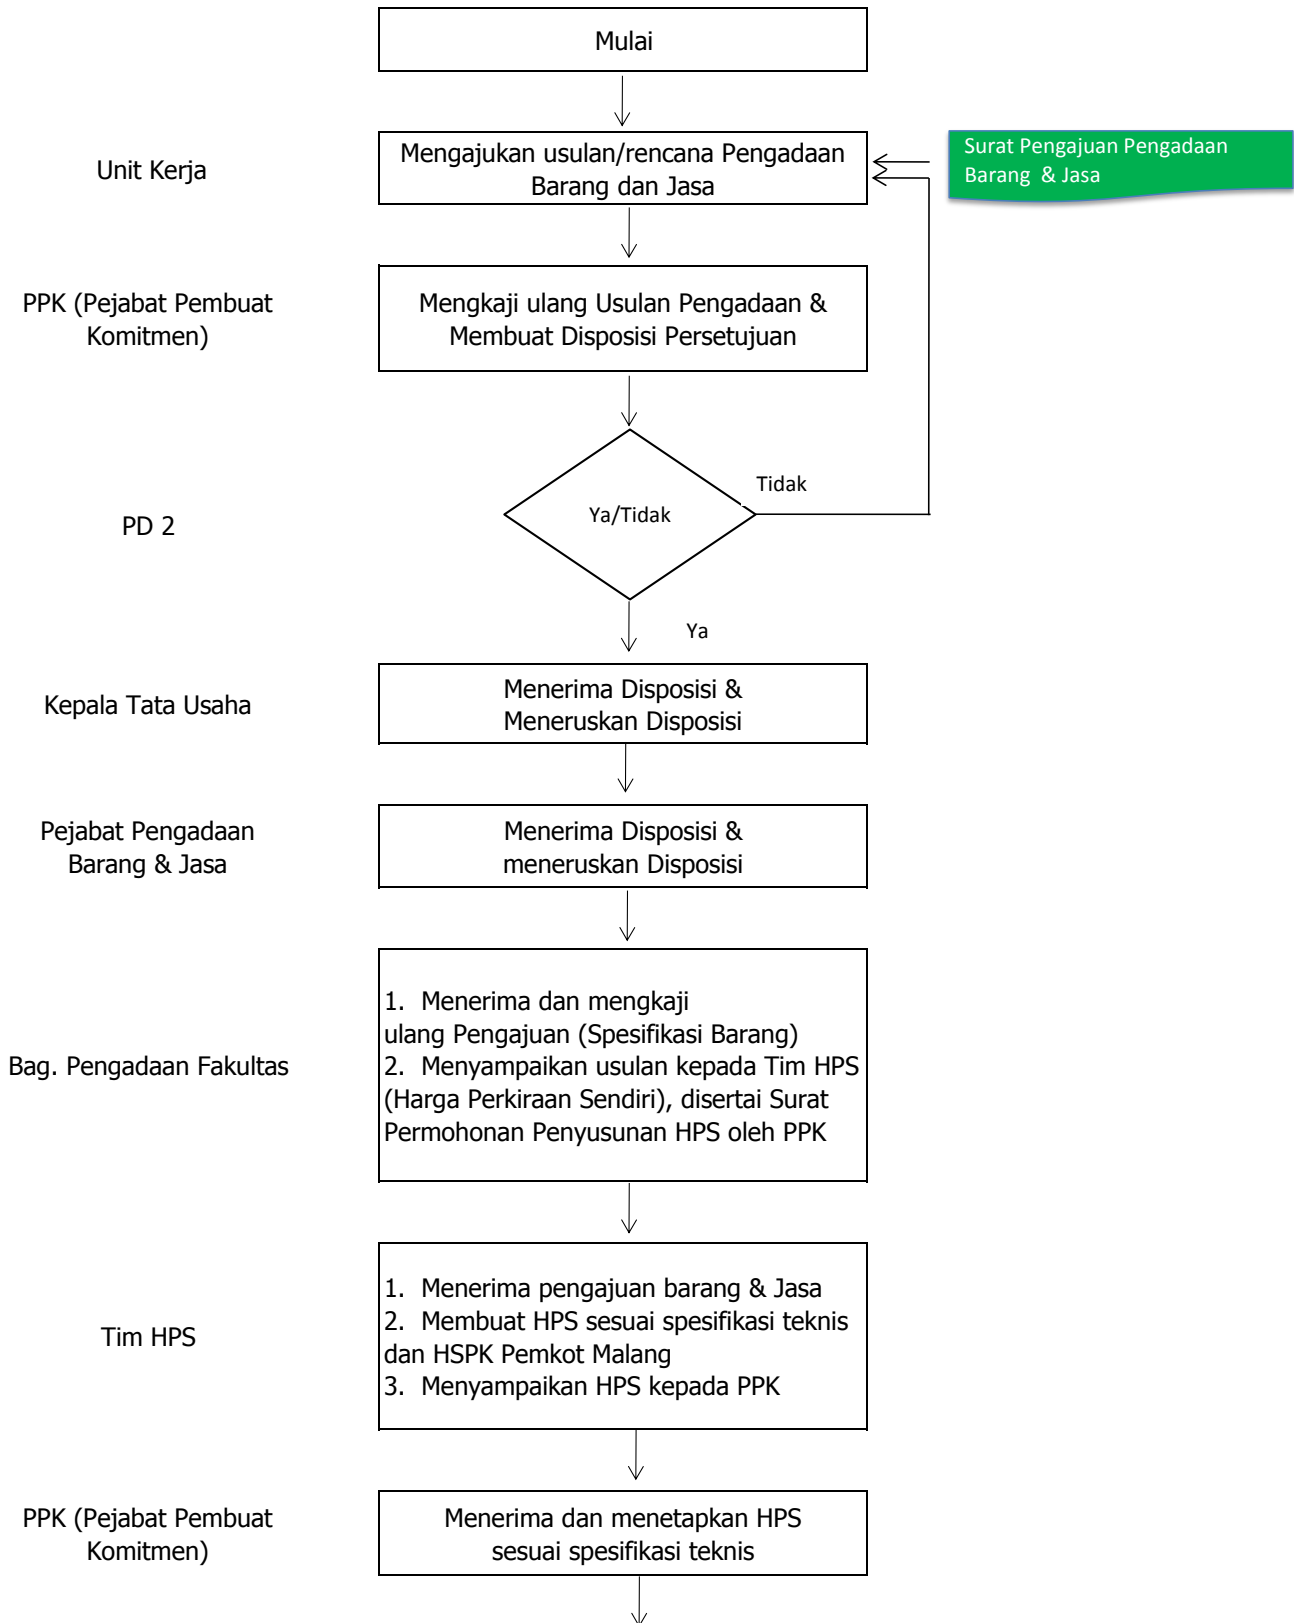 Mulai
Unit Kerja
Mengajukan usulan/rencana Pengadaan
Barang dan Jasa
Surat Pengajuan Pengadaan
Barang & Jasa
PPK (Pejabat Pembuat
Komitmen)
Mengkaji ulang Usulan Pengadaan &
Membuat Disposisi Persetujuan
PD 2
Ya/Tidak
Tidak
Ya
Kepala Tata Usaha
Menerima Disposisi &
Meneruskan Disposisi
Pejabat Pengadaan
Barang & Jasa
Menerima Disposisi &
meneruskan Disposisi
Bag. Pengadaan Fakultas
1. Menerima dan mengkaji
ulang Pengajuan (Spesifikasi Barang)
2. Menyampaikan usulan kepada Tim HPS
(Harga Perkiraan Sendiri), disertai Surat
Permohonan Penyusunan HPS oleh PPK
Tim HPS
1. Menerima pengajuan barang & Jasa
2. Membuat HPS sesuai spesifikasi teknis
dan HSPK Pemkot Malang
3. Menyampaikan HPS kepada PPK
PPK (Pejabat Pembuat
Komitmen)
Menerima dan menetapkan HPS
sesuai spesifikasi teknis